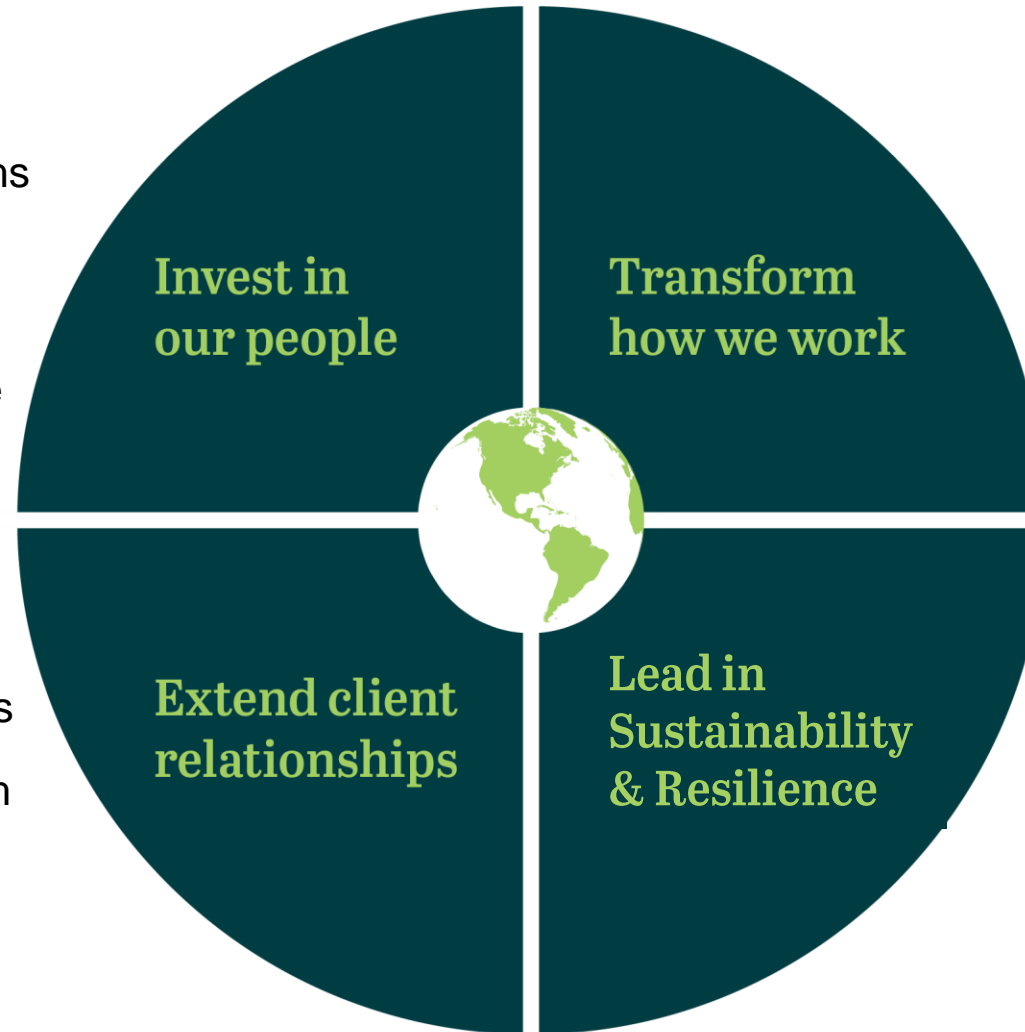 Invest in
our people
Transform
how we work
Extend client
relationships
Lead in
Sustainability
& Resilience